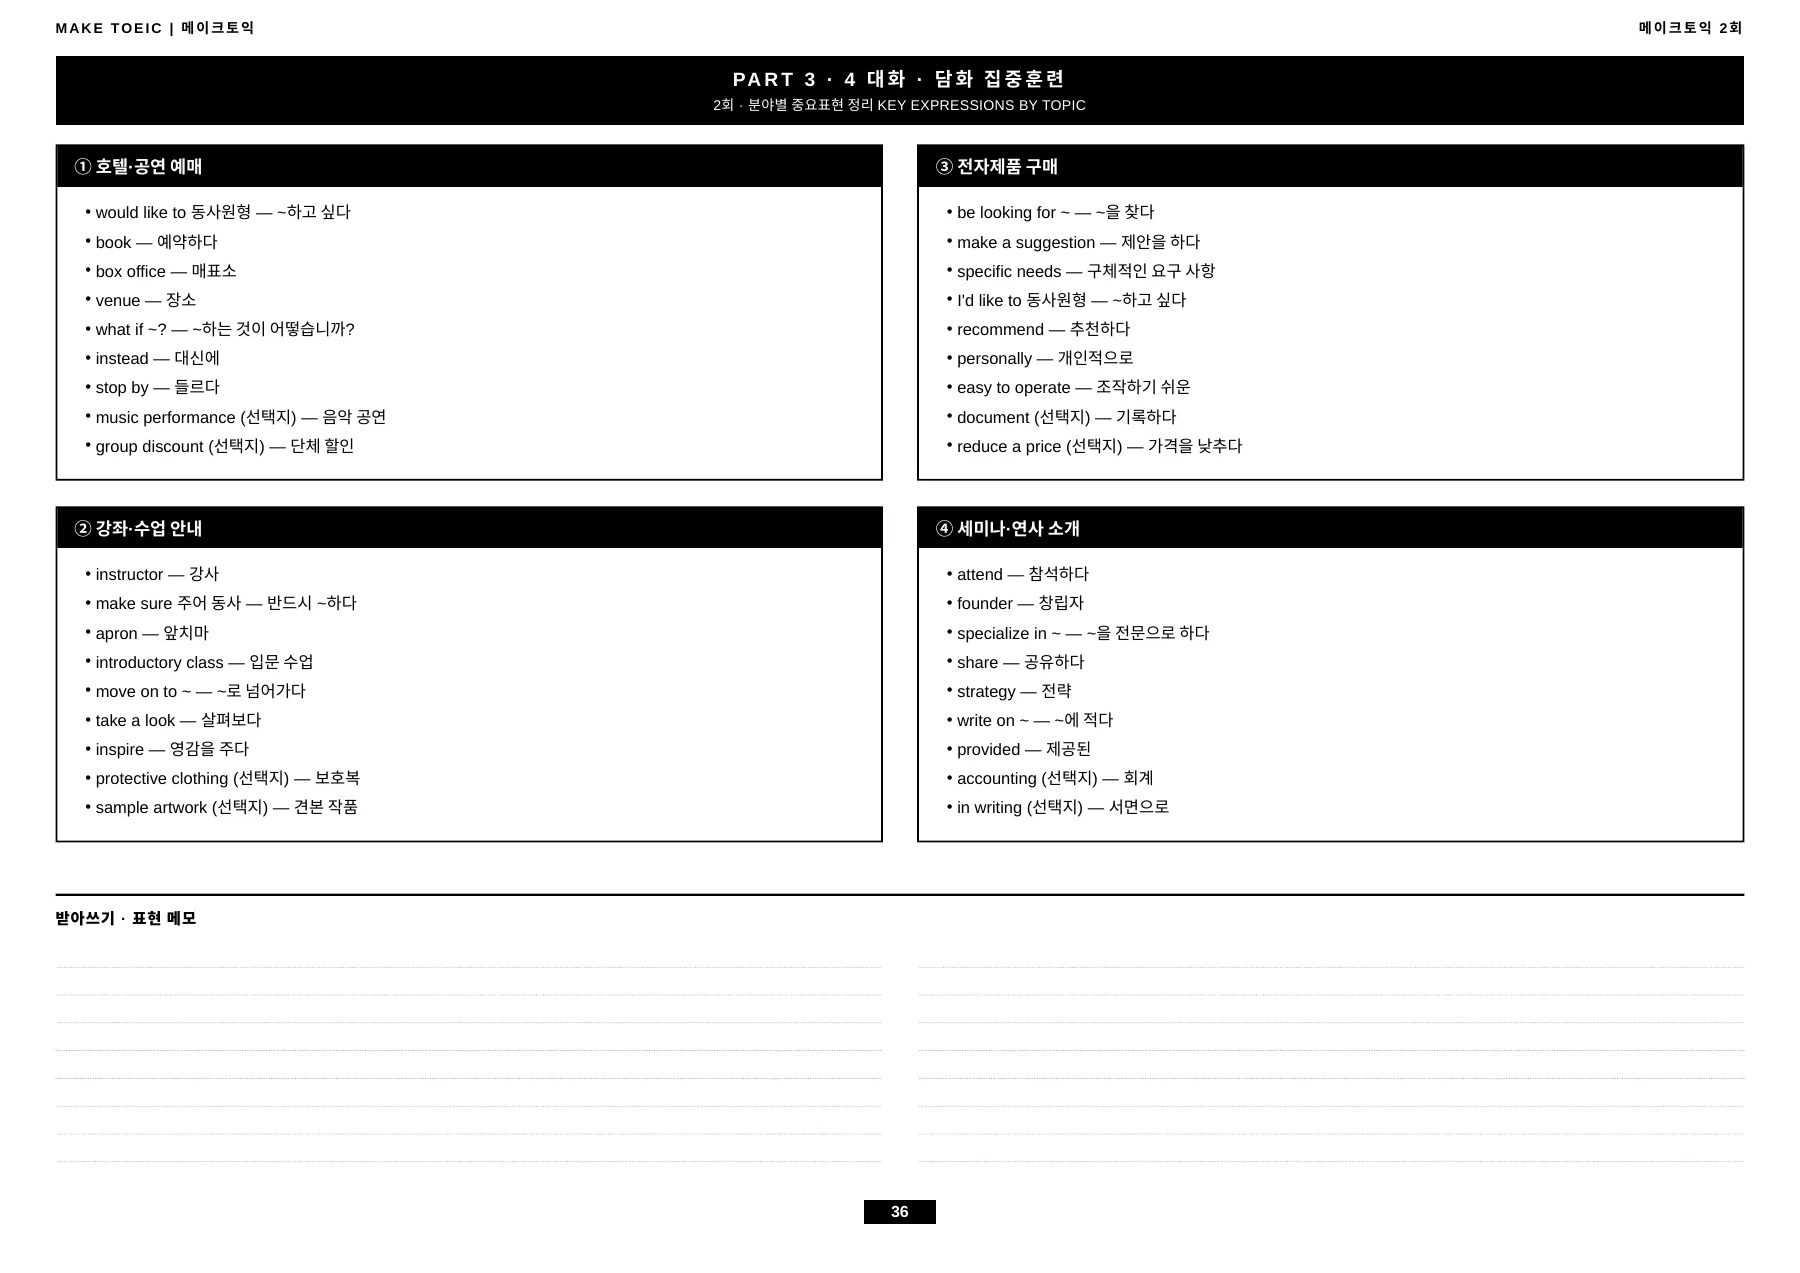 MAKE TOEIC | 메이크토익
메이크토익 2회
PART 3 · 4 대화 · 담화 집중훈련
2회 · 분야별 중요표현 정리 KEY EXPRESSIONS BY TOPIC
① 호텔·공연 예매
• would like to 동사원형 — ~하고 싶다
• book — 예약하다
• box office — 매표소
• venue — 장소
• what if ~? — ~하는 것이 어떻습니까?
• instead — 대신에
• stop by — 들르다
• music performance (선택지) — 음악 공연
• group discount (선택지) — 단체 할인
② 강좌·수업 안내
• instructor — 강사
• make sure 주어 동사 — 반드시 ~하다
• apron — 앞치마
• introductory class — 입문 수업
• move on to ~ — ~로 넘어가다
• take a look — 살펴보다
• inspire — 영감을 주다
• protective clothing (선택지) — 보호복
• sample artwork (선택지) — 견본 작품
③ 전자제품 구매
• be looking for ~ — ~을 찾다
• make a suggestion — 제안을 하다
• specific needs — 구체적인 요구 사항
• I'd like to 동사원형 — ~하고 싶다
• recommend — 추천하다
• personally — 개인적으로
• easy to operate — 조작하기 쉬운
• document (선택지) — 기록하다
• reduce a price (선택지) — 가격을 낮추다
④ 세미나·연사 소개
• attend — 참석하다
• founder — 창립자
• specialize in ~ — ~을 전문으로 하다
• share — 공유하다
• strategy — 전략
• write on ~ — ~에 적다
• provided — 제공된
• accounting (선택지) — 회계
• in writing (선택지) — 서면으로
받아쓰기 · 표현 메모
36